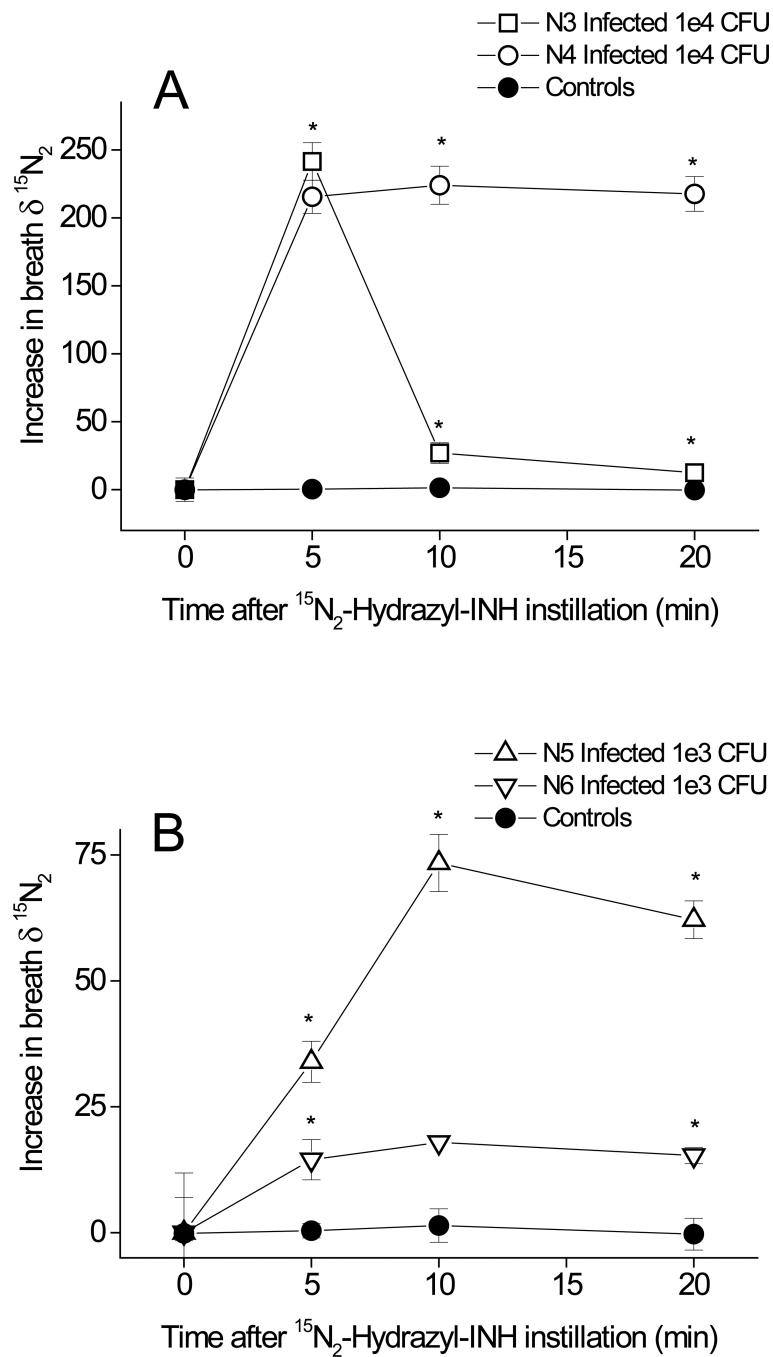 N3 Infected 1e4 CFU
N4 Infected 1e4 CFU
Controls
A
Increase in breath δ ¹⁵N₂
250
200
150
100
50
0
* * *
* *
0 5 10 15 20
Time after ¹⁵N₂-Hydrazyl-INH instillation (min)
N5 Infected 1e3 CFU
N6 Infected 1e3 CFU
Controls
B
Increase in breath δ ¹⁵N₂
75
50
25
0
* *
*
* *
0 5 10 15 20
Time after ¹⁵N₂-Hydrazyl-INH instillation (min)